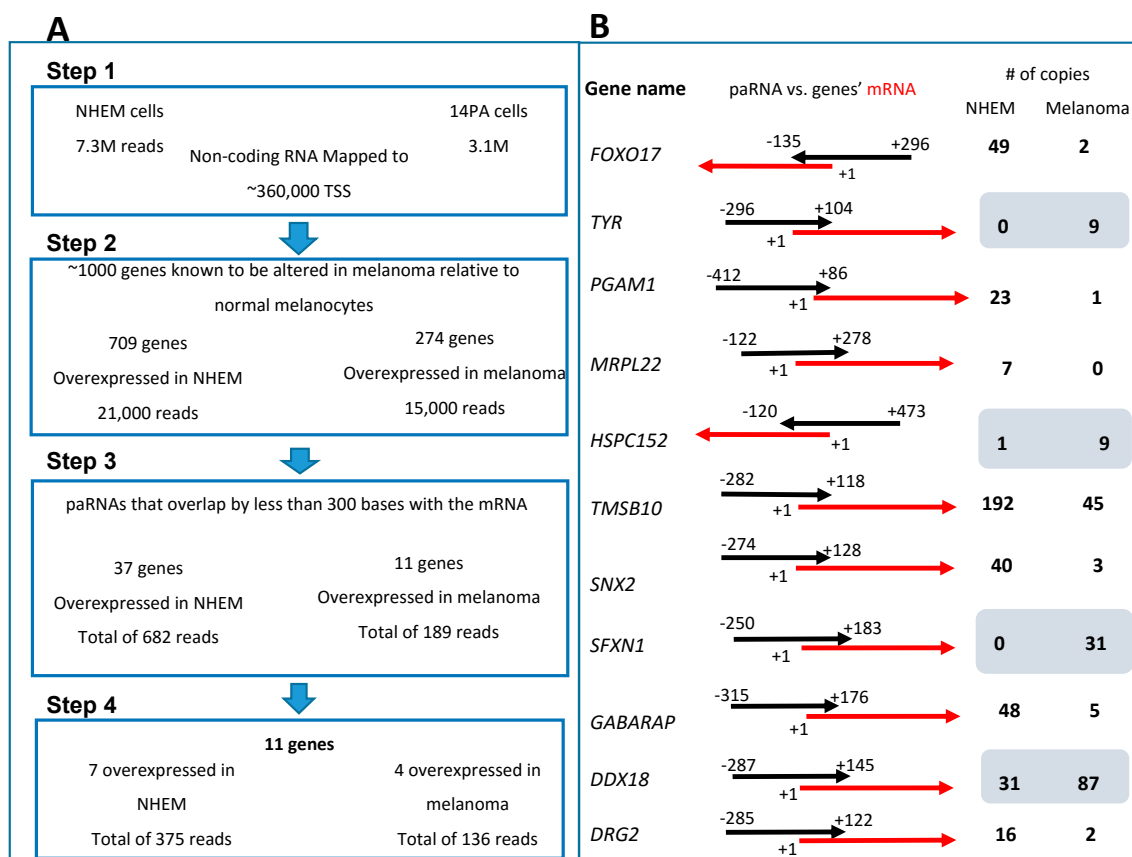 A
Step 1
NHEM cells
14PA cells
7.3M reads
3.1M
Non-coding RNA Mapped to
~360,000 TSS
Step 2
~1000 genes known to be altered in melanoma relative to
normal melanocytes
709 genes
Overexpressed in NHEM
21,000 reads
274 genes
Overexpressed in melanoma
15,000 reads
Step 3
paRNAs that overlap by less than 300 bases with the mRNA
37 genes
Overexpressed in NHEM
Total of 682 reads
11 genes
Overexpressed in melanoma
Total of 189 reads
Step 4
11 genes
7 overexpressed in
NHEM
Total of 375 reads
4 overexpressed in
melanoma
Total of 136 reads
B
# of copies
Gene name paRNA vs. genes' mRNA NHEM Melanoma
FOXO17 -135 +296 +1 49 2
TYR -296 +104 +1 0 9
PGAM1 -412 +86 +1 23 1
MRPL22 -122 +278 +1 7 0
HSPC152 -120 +473 +1 1 9
TMSB10 -282 +118 +1 192 45
SNX2 -274 +128 +1 40 3
SFXN1 -250 +183 +1 0 31
GABARAP -315 +176 +1 48 5
DDX18 -287 +145 +1 31 87
DRG2 -285 +122 +1 16 2